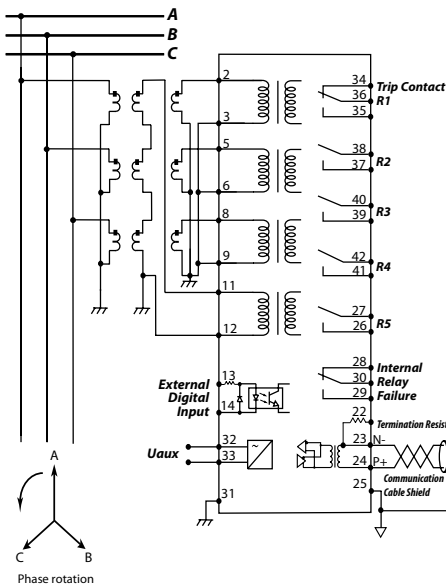 A
B
C
2
3
5
6
8
9
11
12
13
14
32
33
31
External
Digital
Input
Uaux
~
34
36
35
Trip Contact
R1
38
37
R2
40
39
R3
42
41
R4
27
26
R5
28
30
29
Internal
Relay
Failure
22
Termination Resist
23 N-
24 P+
25
Communication
Cable Shield
A
C
B
Phase rotation